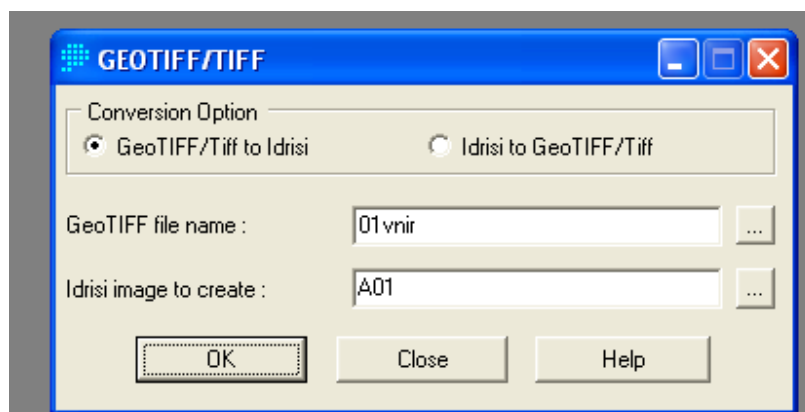 GEOTIFF/TIFF
Conversion Option
GeoTIFF/Tiff to Idrisi Idrisi to GeoTIFF/Tiff
GeoTIFF file name : 01vnir ...
Idrisi image to create : A01 ...
OK Close Help